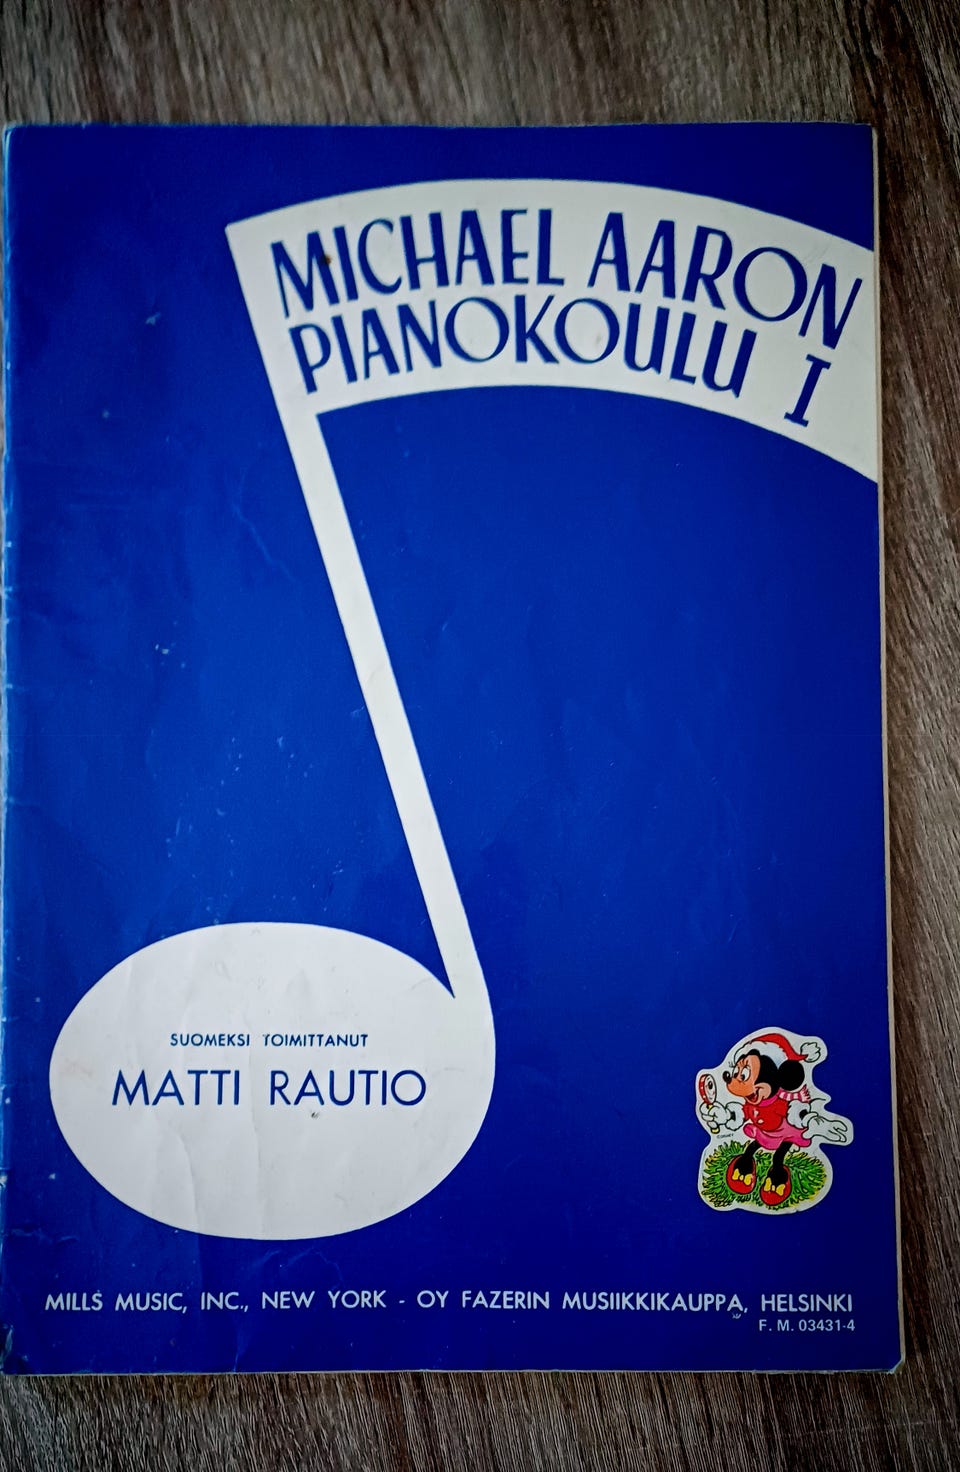 MICHAEL AARON
PIANOKOULU I
SUOMEKSI TOIMITTANUT
MATTI RAUTIO
MILLS MUSIC, INC., NEW YORK - OY FAZERIN MUSIIKKIKAUPPA, HELSINKI
F. M. 03431-4